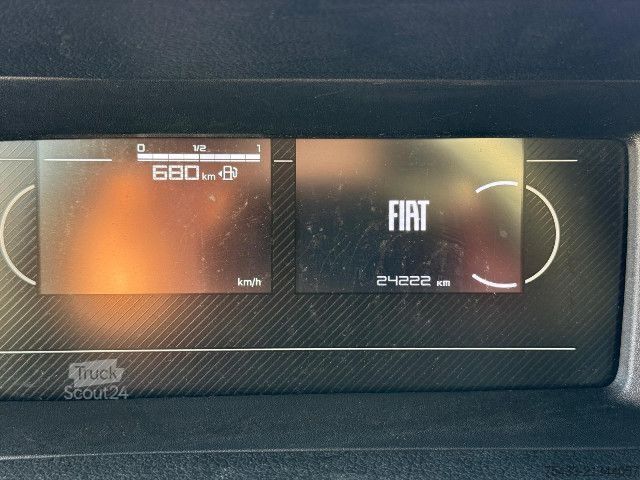 0 1/2 1
680 km
km/h
FIAT
24222 KM
Truck
Scout24